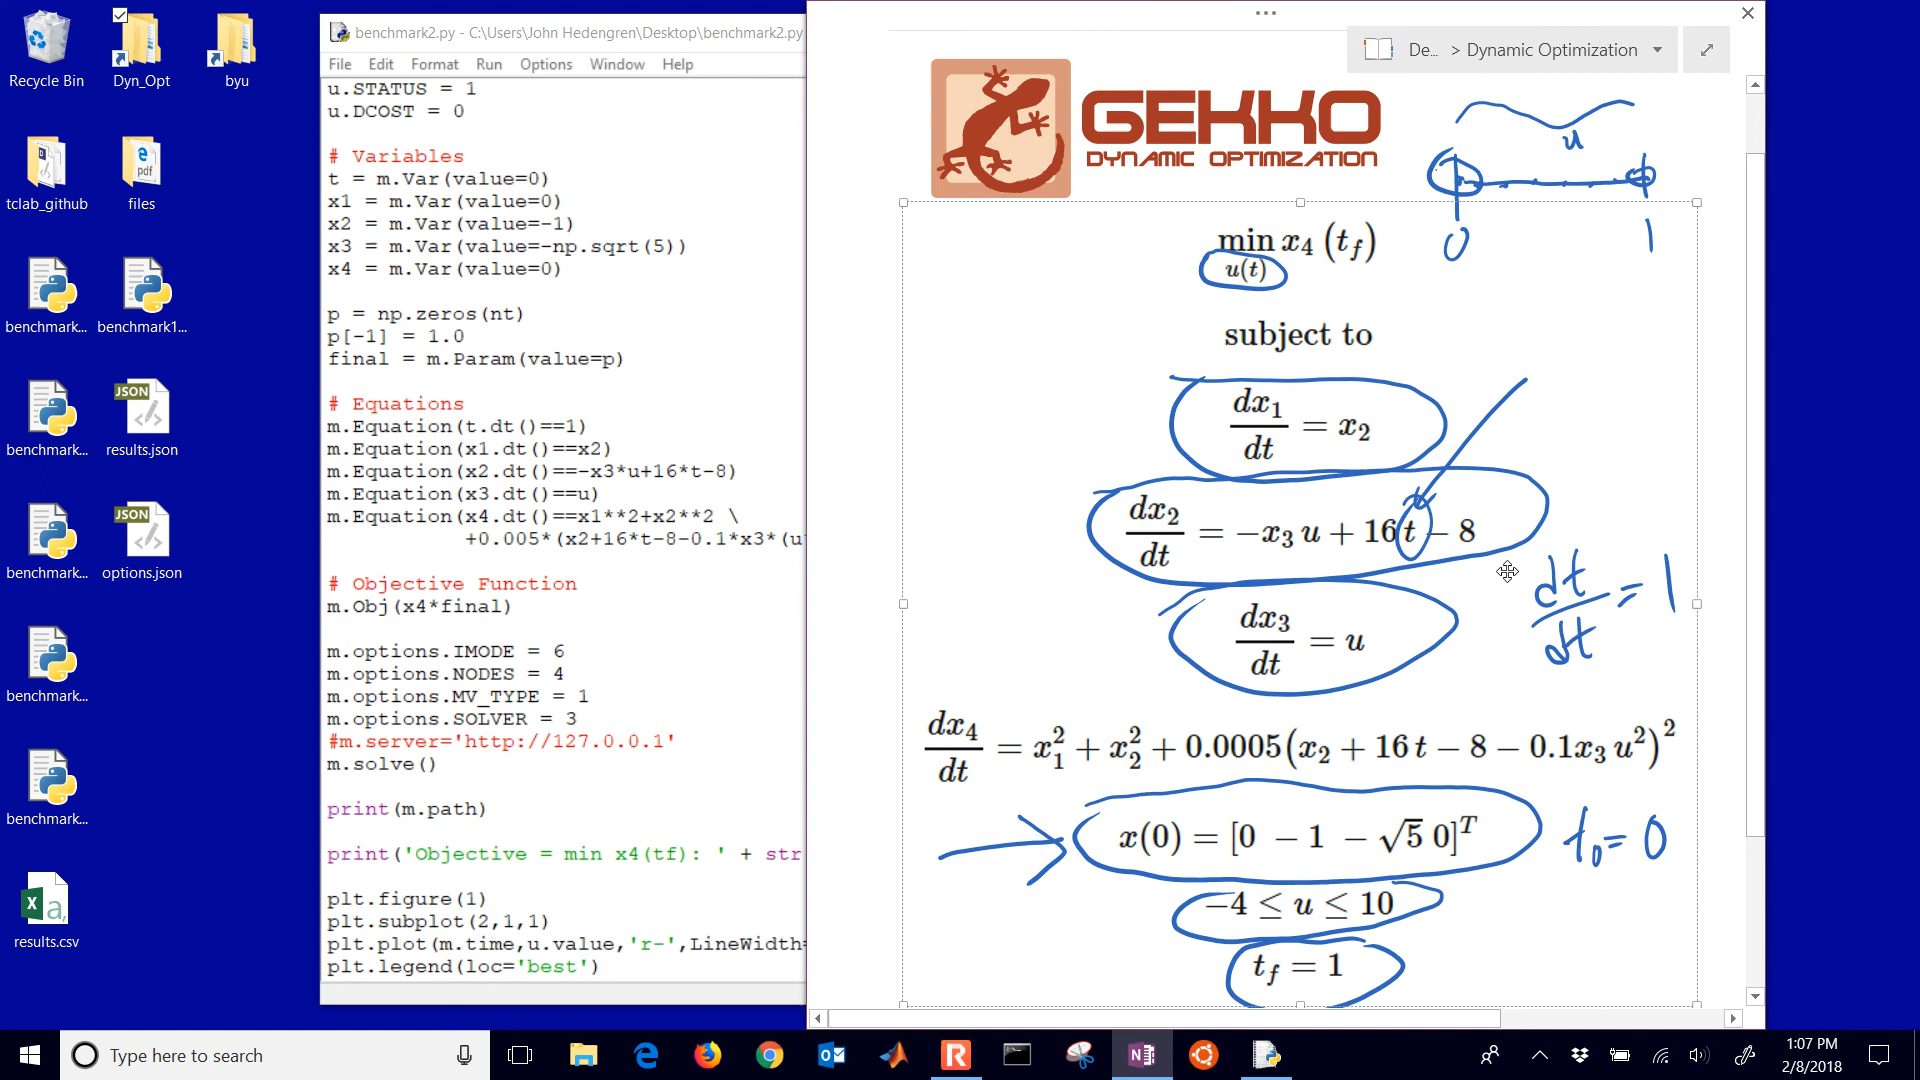 Recycle Bin
Dyn_Opt
byu
tclab_github
files
benchmark...
benchmark1...
benchmark...
results.json
benchmark...
options.json
benchmark...
benchmark...
results.csv
benchmark2.py - C:\Users\John Hedengren\Desktop\benchmark2.py
File Edit Format Run Options Window Help
u.STATUS = 1
u.DCOST = 0
# Variables
t = m.Var(value=0)
x1 = m.Var(value=0)
x2 = m.Var(value=-1)
x3 = m.Var(value=-np.sqrt(5))
x4 = m.Var(value=0)
p = np.zeros(nt)
p[-1] = 1.0
final = m.Param(value=p)
# Equations
m.Equation(t.dt()==1)
m.Equation(x1.dt()==x2)
m.Equation(x2.dt()==-x3*u+16*t-8)
m.Equation(x3.dt()==u)
m.Equation(x4.dt()==x1**2+x2**2 \
+0.005*(x2+16*t-8-0.1*x3*(u
# Objective Function
m.Obj(x4*final)
m.options.IMODE = 6
m.options.NODES = 4
m.options.MV_TYPE = 1
m.options.SOLVER = 3
#m.server='http://127.0.0.1'
m.solve()
print(m.path)
print('Objective = min x4(tf): ' + str
plt.figure(1)
plt.subplot(2,1,1)
plt.plot(m.time,u.value,'r-',LineWidth=
plt.legend(loc='best')
De... > Dynamic Optimization
GEKKO
DYNAMIC OPTIMIZATION
u
0 1
min x₄ (t_f)
u(t)
subject to
dx₁/dt = x₂
dx₂/dt = −x₃ u + 16 t − 8
dt/dt = 1
dx₃/dt = u
dx₄/dt = x₁² + x₂² + 0.0005(x₂ + 16 t − 8 − 0.1x₃ u²)²
x(0) = [0 − 1 − √5 0]ᵀ
t₀ = 0
−4 ≤ u ≤ 10
t_f = 1
Type here to search
1:07 PM
2/8/2018